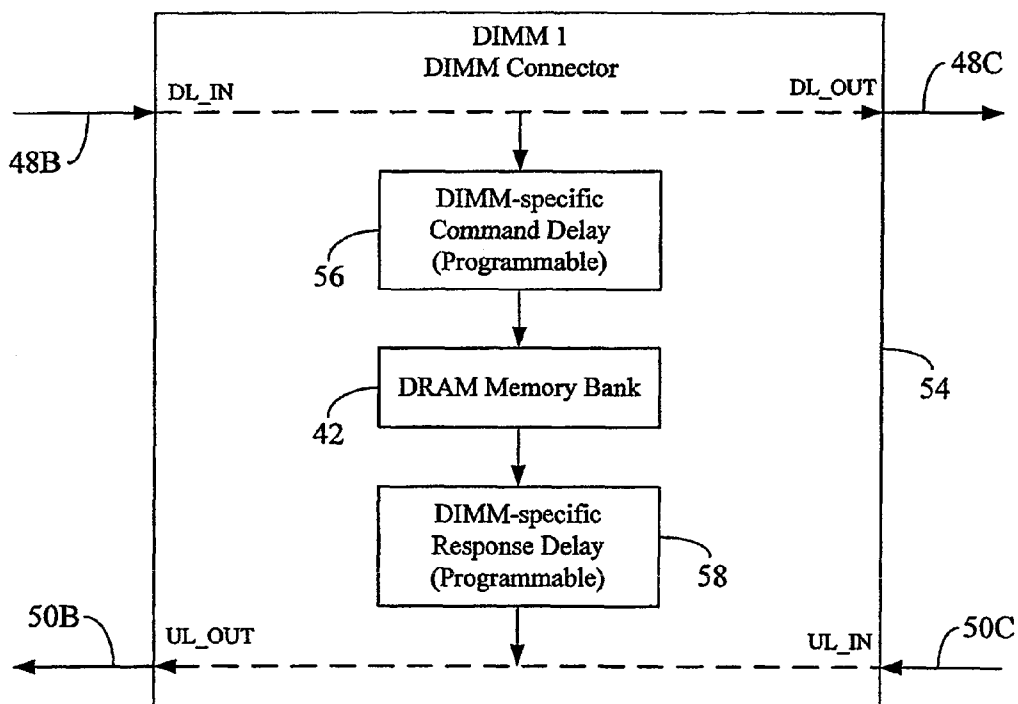 DIMM 1
DIMM Connector
48C
DL_IN
DL_OUT
48B
DIMM-specific
Command Delay
(Programmable)
56
DRAM Memory Bank
54
42
DIMM-specific
Response Delay
(Programmable)
58
50B
UL_OUT
UL_IN
50C